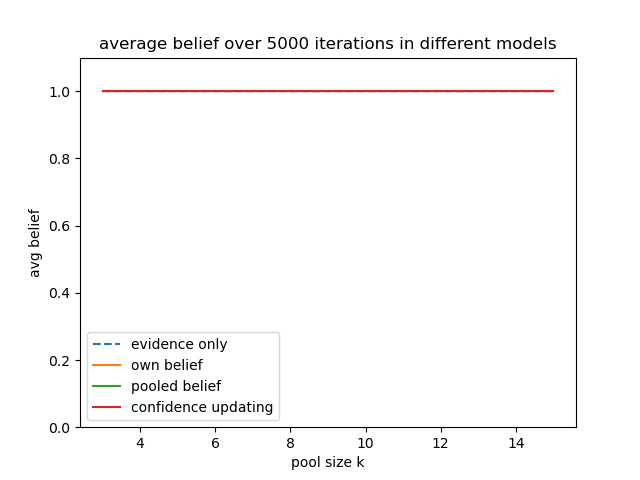 average belief over 5000 iterations in different models
avg belief
1.0
0.8
0.6
0.4
0.2
0.0
evidence only
own belief
pooled belief
confidence updating
4 6 8 10 12 14
pool size k